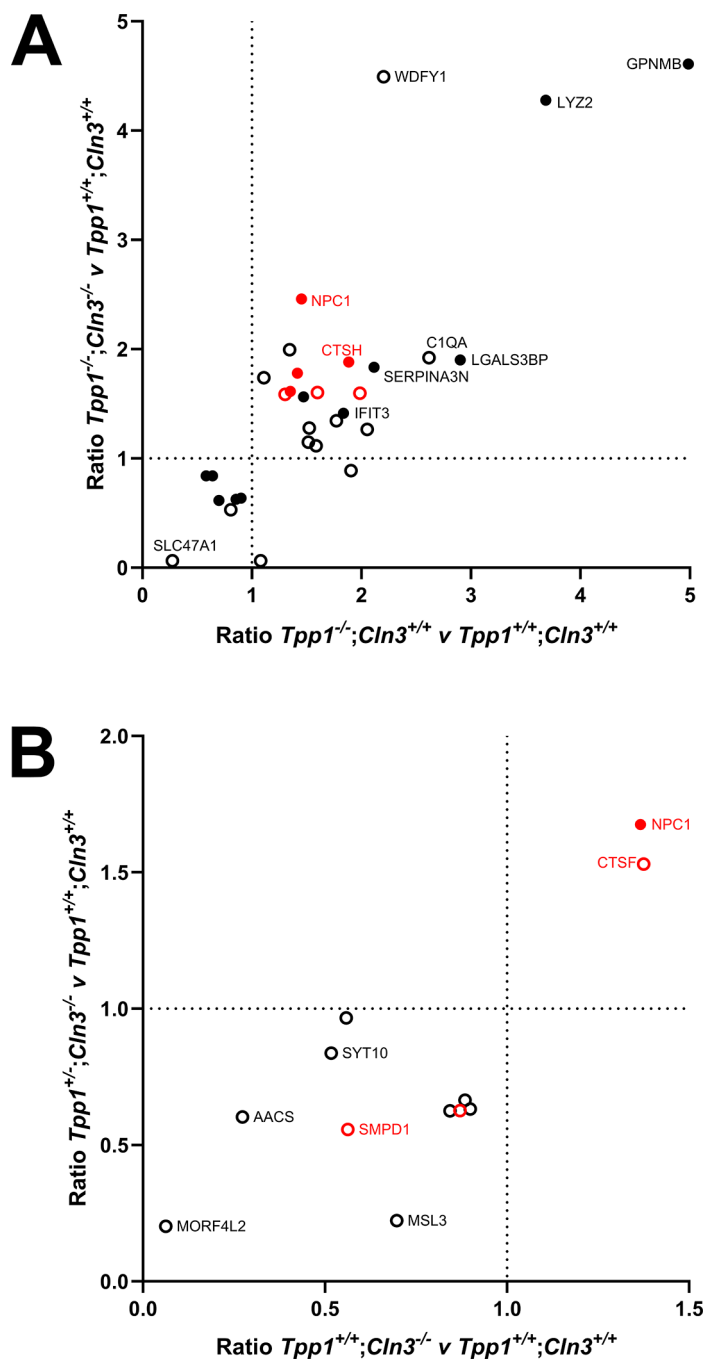 A
Ratio Tpp1-/-;Cln3-/- v Tpp1+/+;Cln3+/+
5
4
3
2
1
0
WDFY1
GPNMB
LYZ2
NPC1
C1QA
CTSH
LGALS3BP
SERPINA3N
IFIT3
SLC47A1
0 1 2 3 4 5
Ratio Tpp1-/-;Cln3+/+ v Tpp1+/+;Cln3+/+
B
Ratio Tpp1+/-;Cln3-/- v Tpp1+/+;Cln3+/+
2.0
1.5
1.0
0.5
0.0
NPC1
CTSF
SYT10
AACS
SMPD1
MORF4L2
MSL3
0.0 0.5 1.0 1.5
Ratio Tpp1+/+;Cln3-/- v Tpp1+/+;Cln3+/+